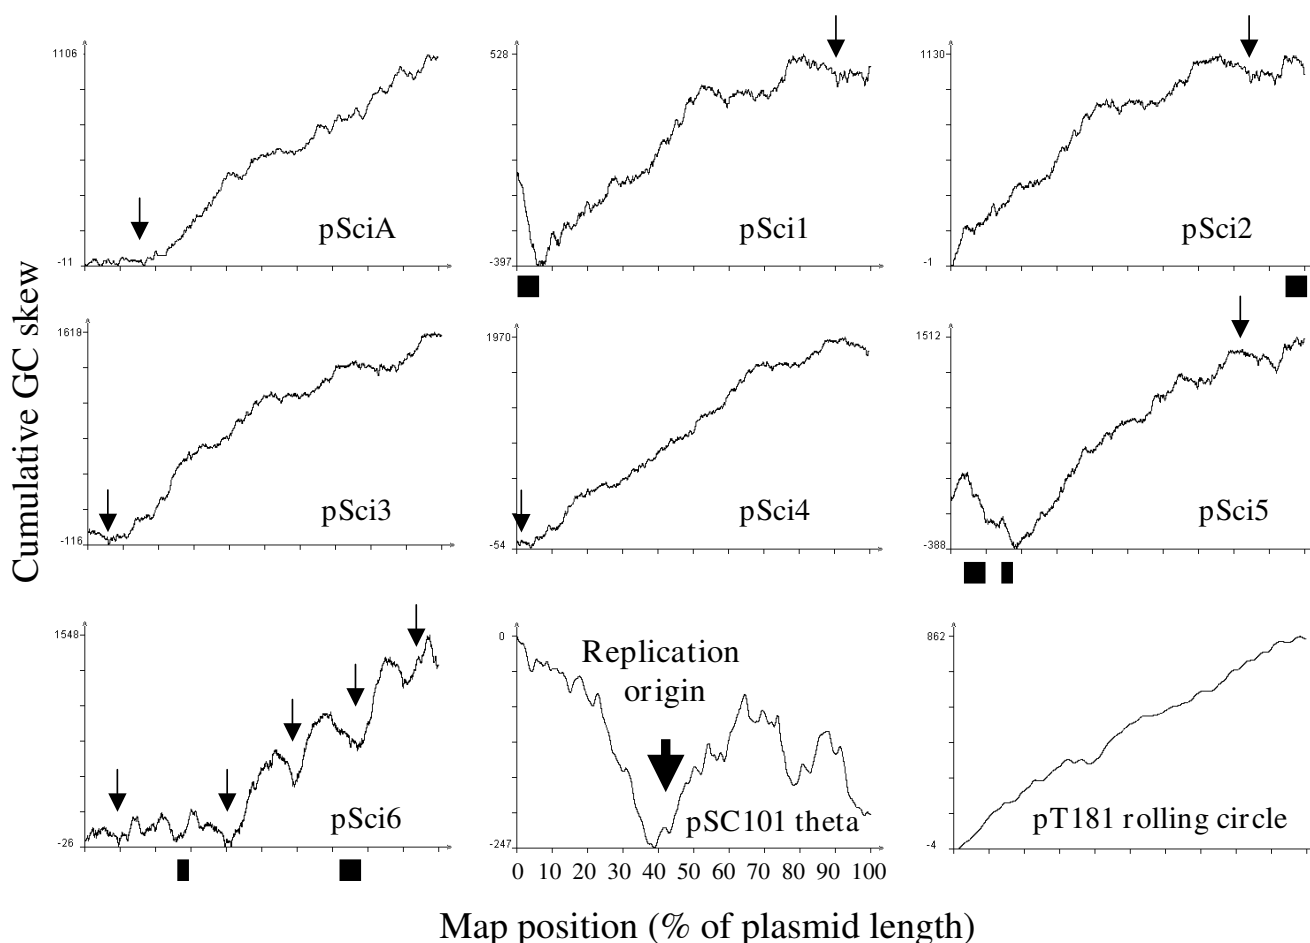 Cumulative GC skew
1106
-11
pSciA
528
-397
pSci1
1130
-1
pSci2
1618
-116
pSci3
1970
-54
pSci4
1512
-388
pSci5
1548
-26
pSci6
0
-247
Replication
origin
pSC101 theta
862
-4
pT181 rolling circle
0 10 20 30 40 50 60 70 80 90 100
Map position (% of plasmid length)